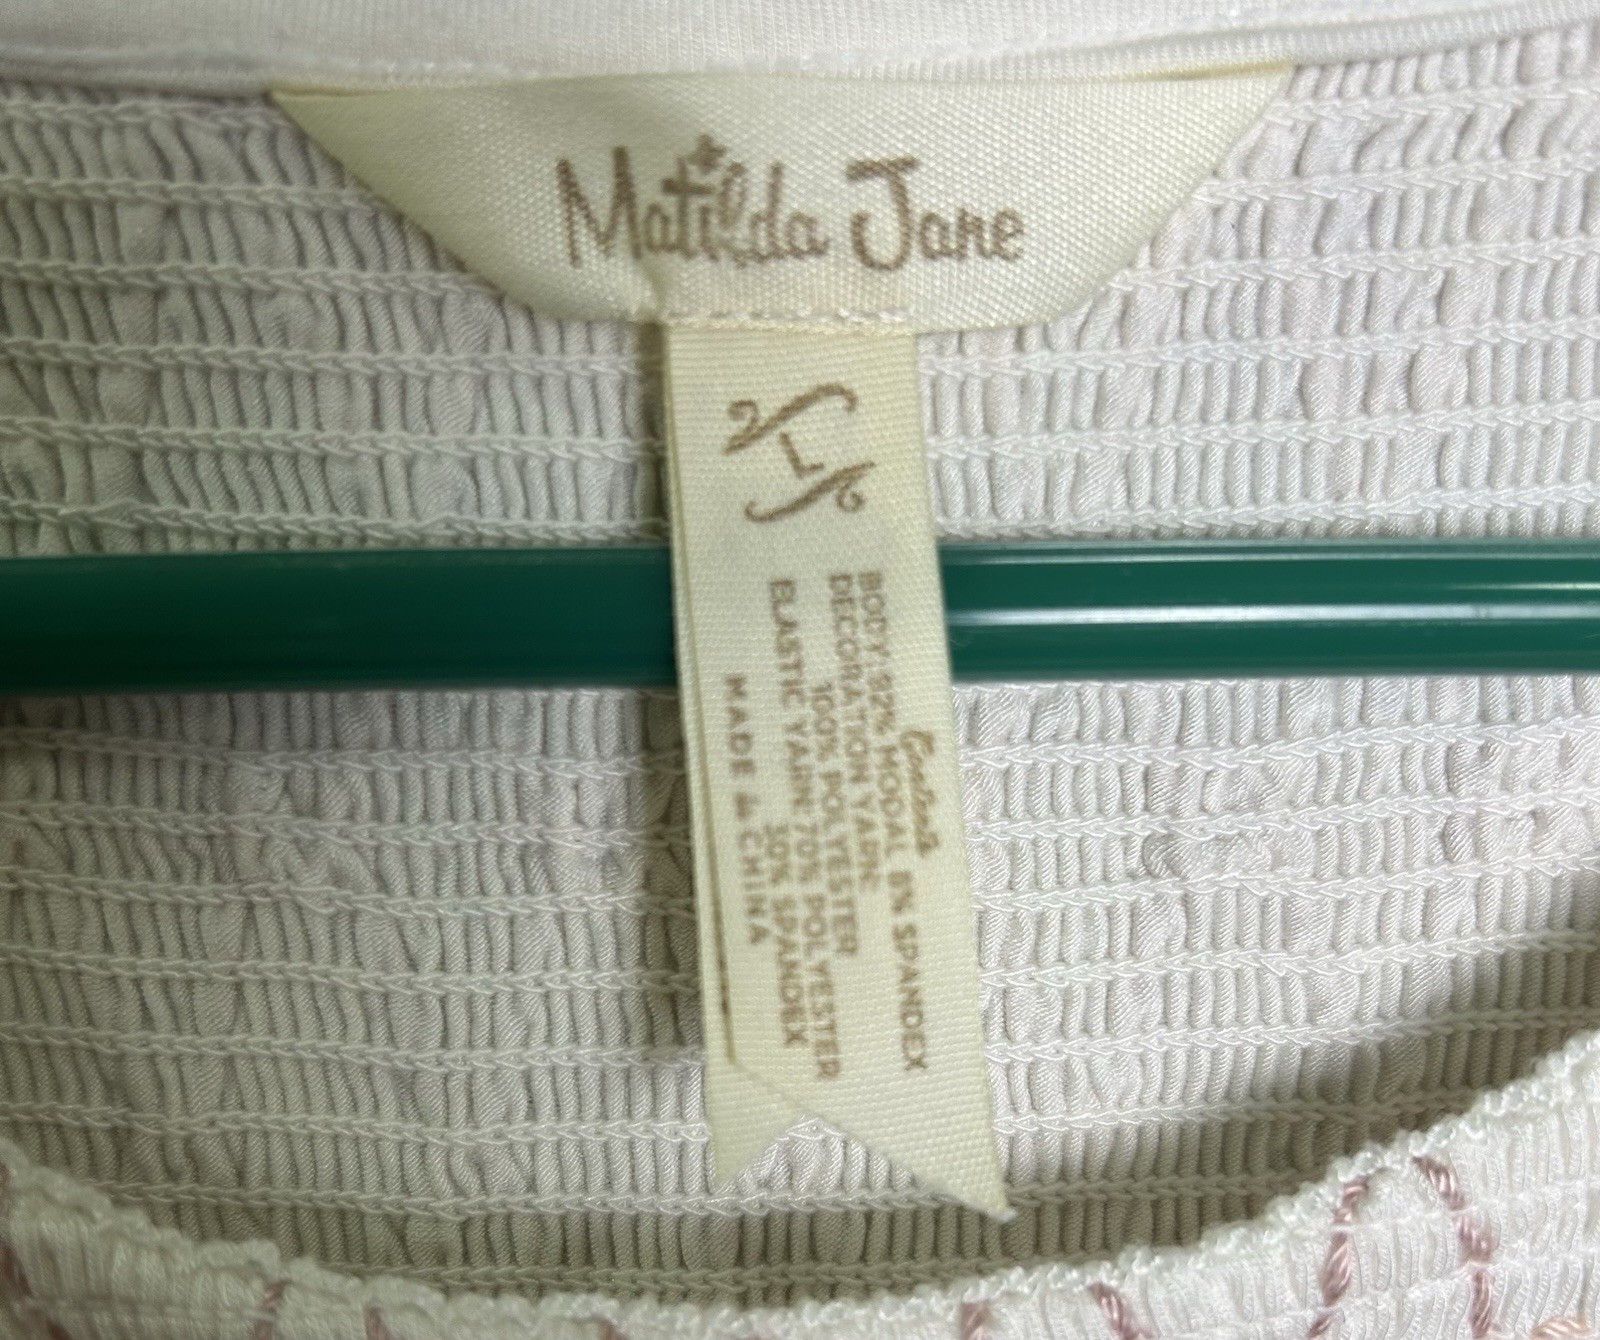 Matilda Jane
L
Content
BODY: 92% MODAL 8% SPANDEX
DECORATION YARN:
100% POLYESTER
ELASTIC YARN: 70% POLYESTER
30% SPANDEX
MADE in CHINA